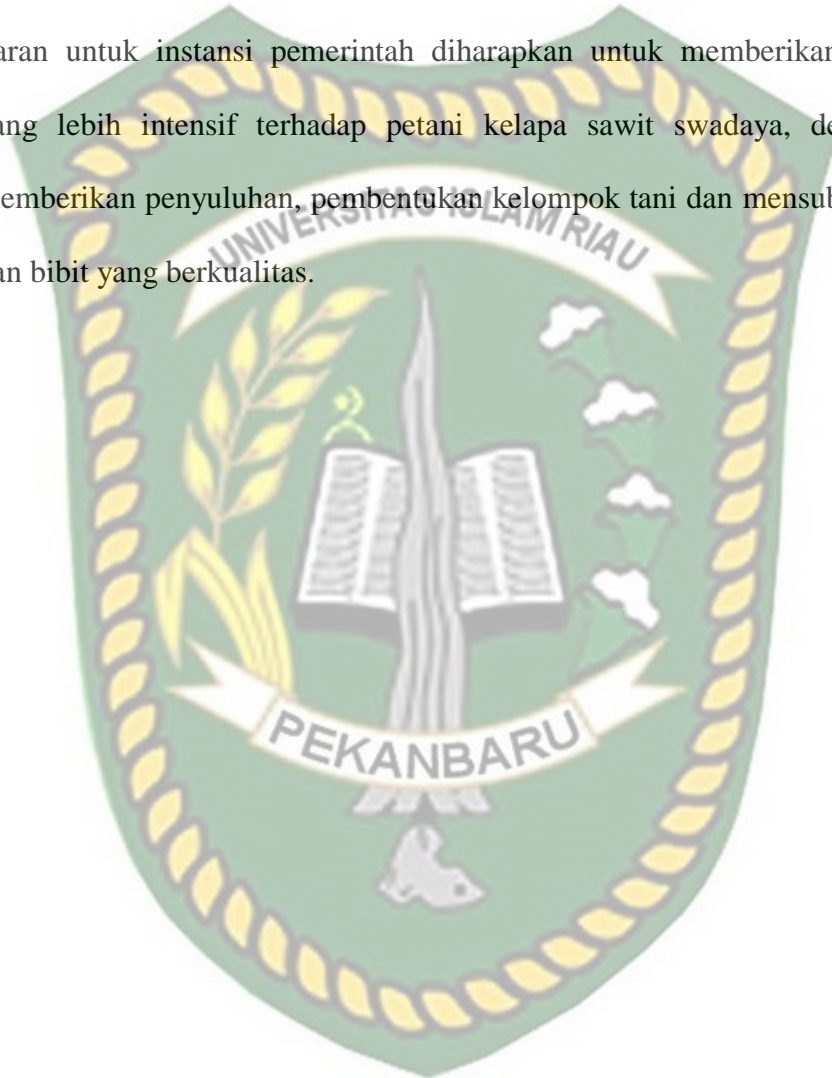 aran untuk instansi pemerintah diharapkan untuk memberikan
ang lebih intensif terhadap petani kelapa sawit swadaya, de
emberikan penyuluhan, pembentukan kelompok tani dan mensub
an bibit yang berkualitas.
UNIVERSITAS ISLAM RIAU
PEKANBARU